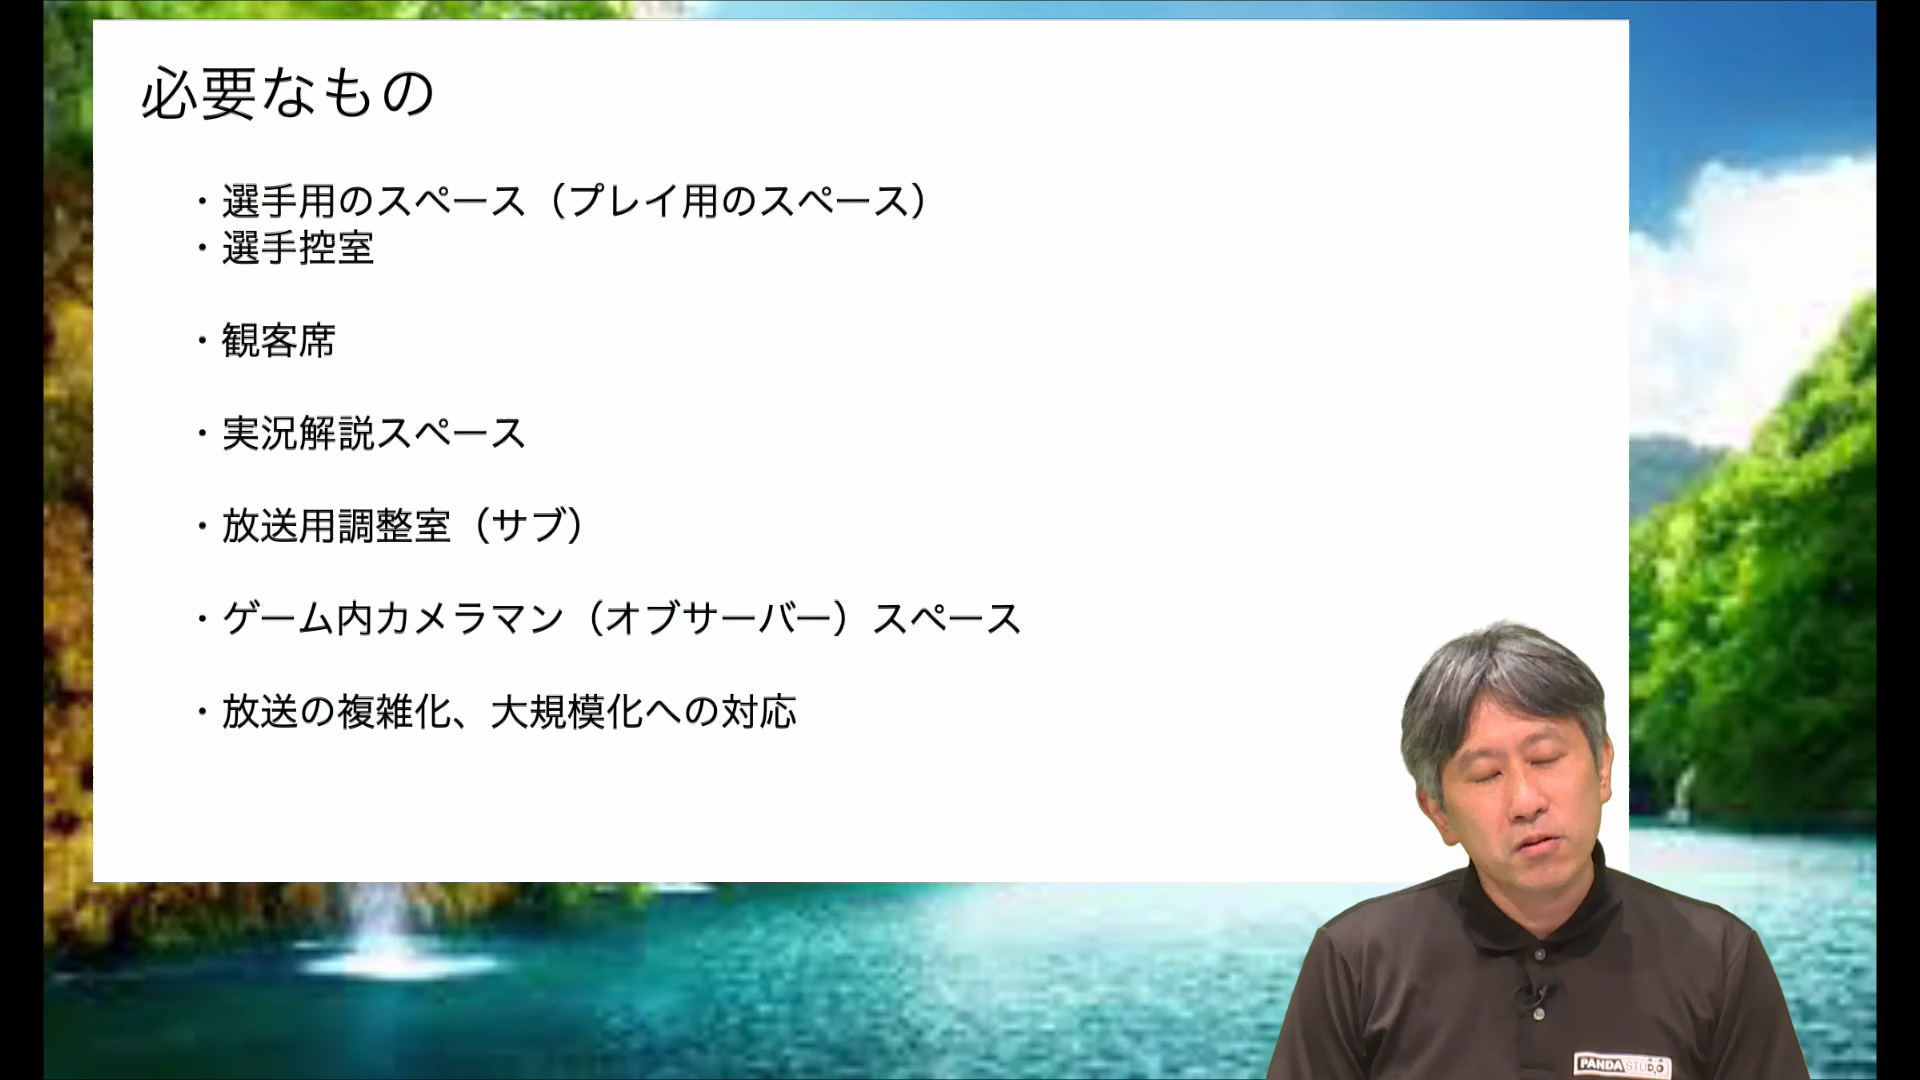 必要なもの
・選手用のスペース（プレイ用のスペース）
・選手控室
・観客席
・実況解説スペース
・放送用調整室（サブ）
・ゲーム内カメラマン（オブサーバー）スペース
・放送の複雑化、大規模化への対応
PANDASTUDIO